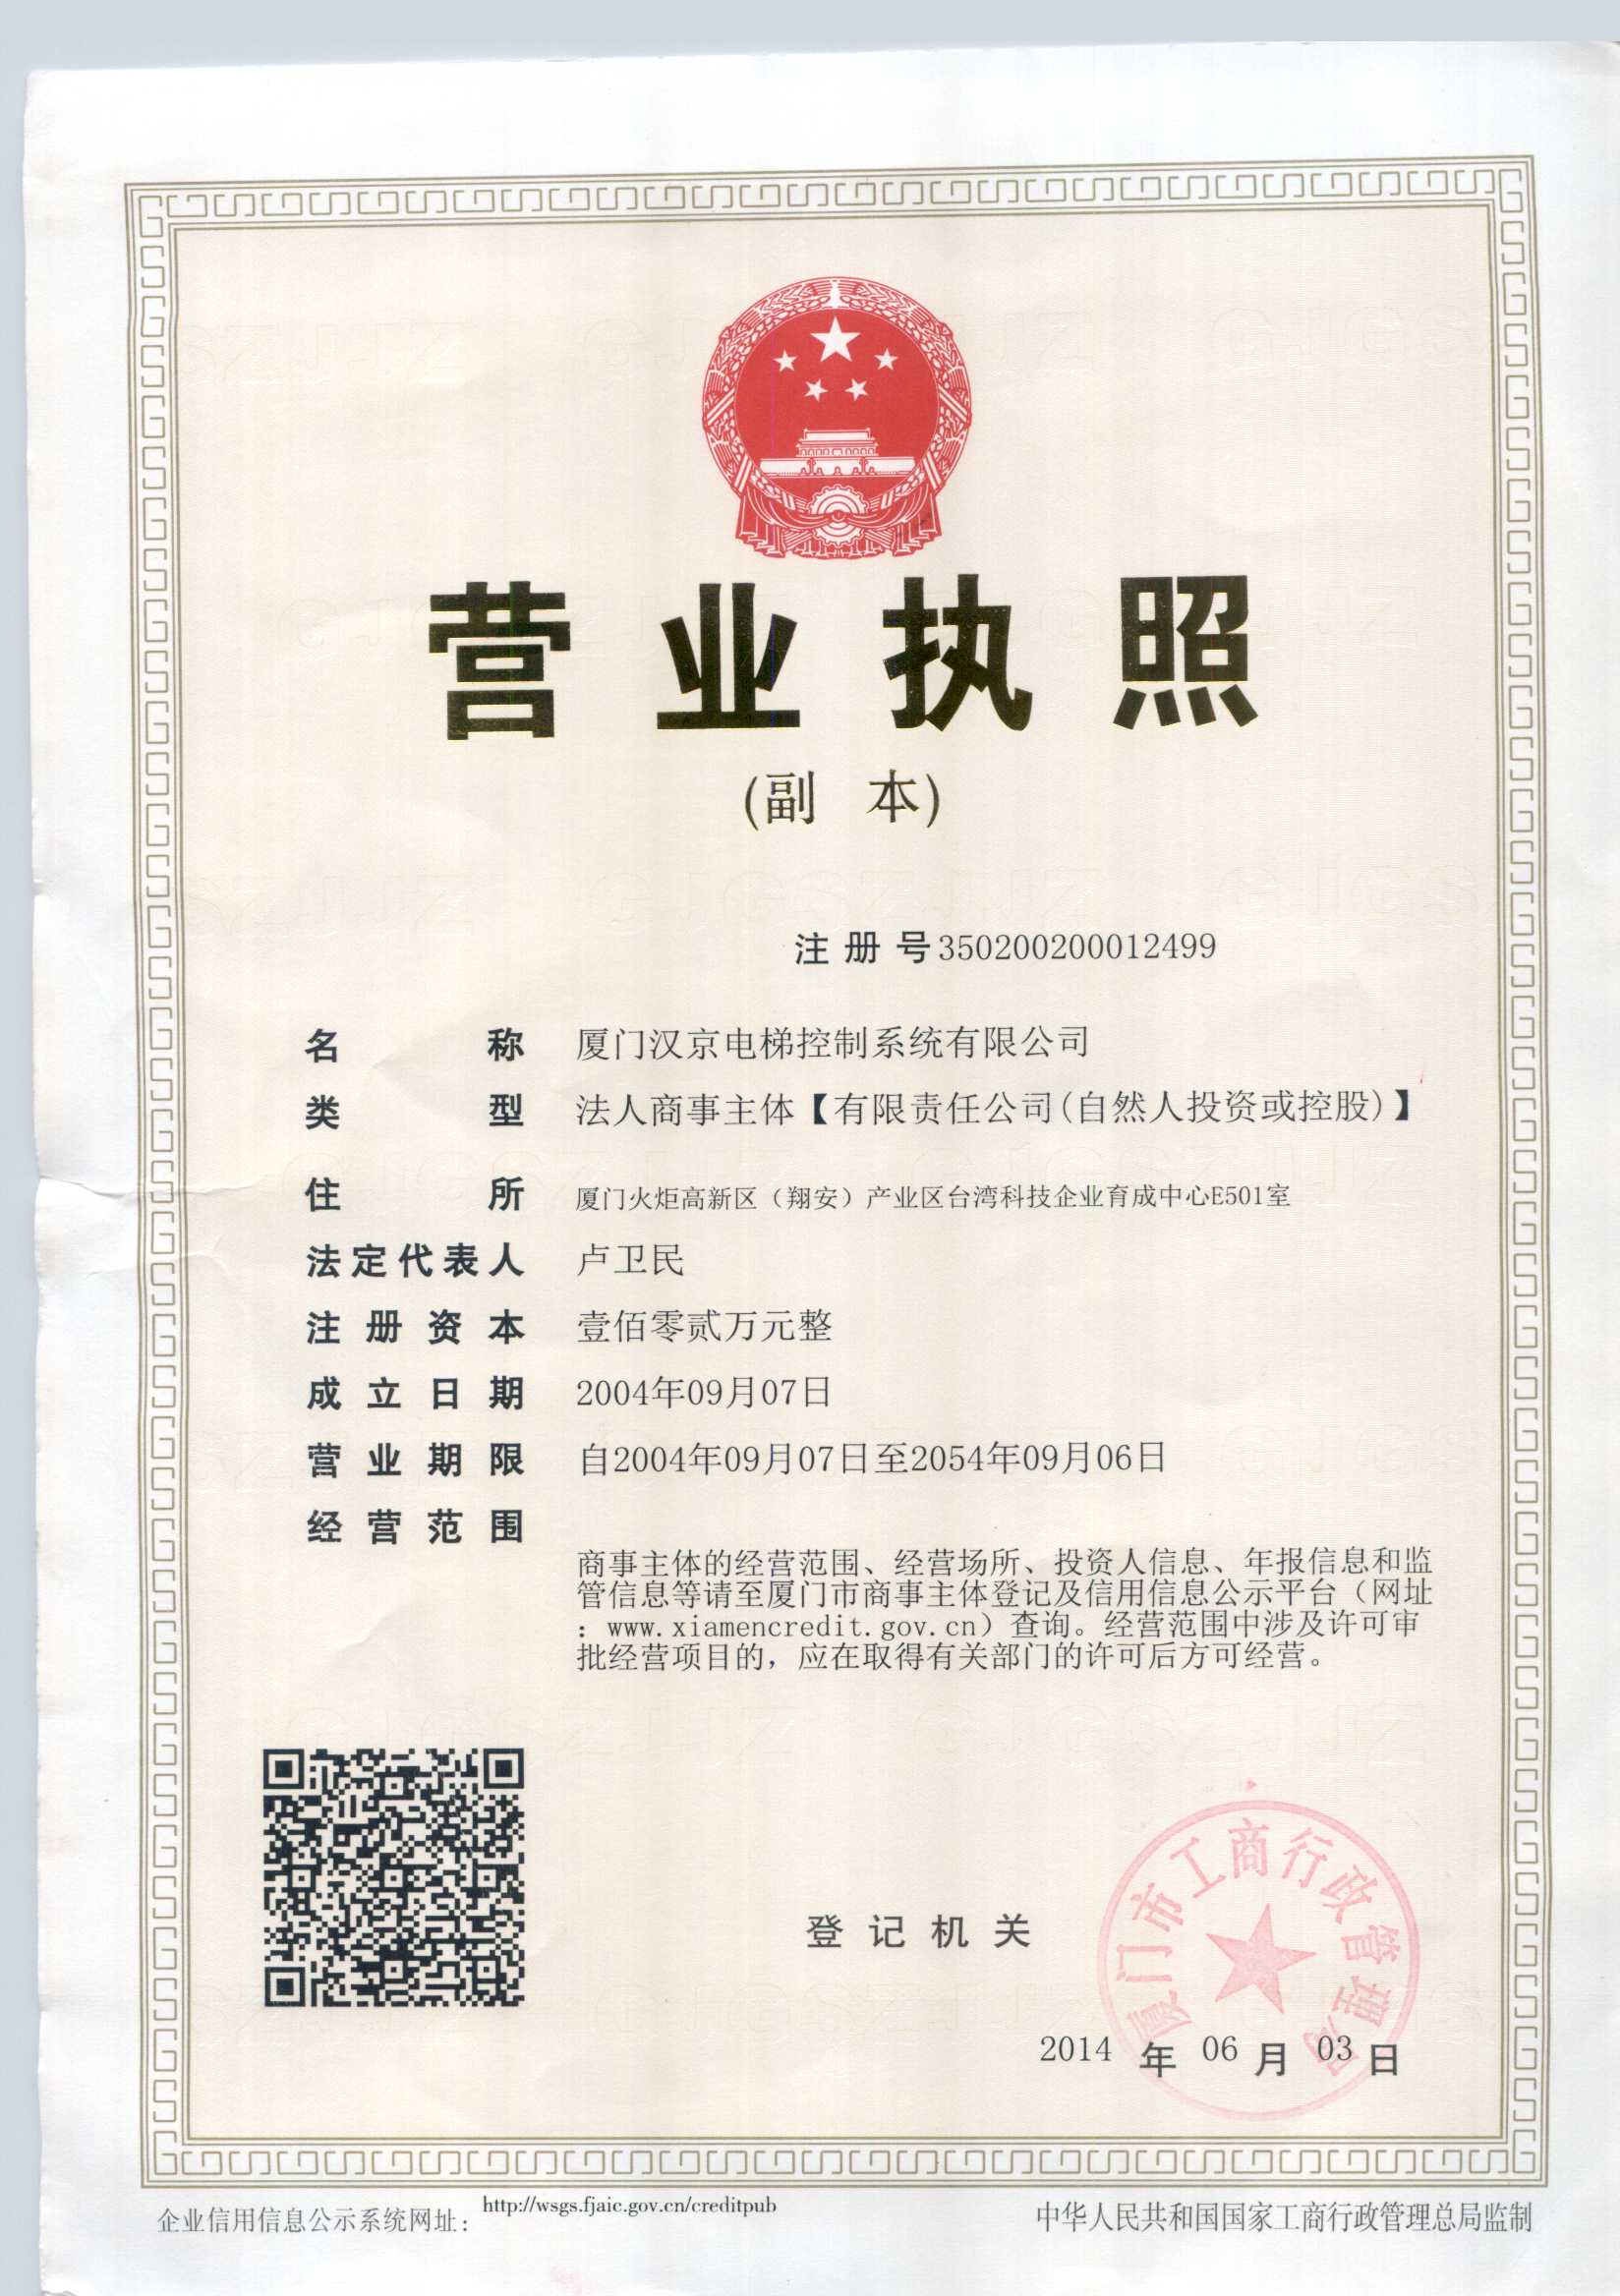 营业执照
(副 本)
注册号350200200012499
名称 厦门汉京电梯控制系统有限公司
类型 法人商事主体【有限责任公司(自然人投资或控股)】
住所 厦门火炬高新区（翔安）产业区台湾科技企业育成中心E501室
法定代表人 卢卫民
注册资本 壹佰零贰万元整
成立日期 2004年09月07日
营业期限 自2004年09月07日至2054年09月06日
经营范围
商事主体的经营范围、经营场所、投资人信息、年报信息和监
管信息等请至厦门市商事主体登记及信用信息公示平台（网址
：www.xiamencredit.gov.cn）查询。经营范围中涉及许可审
批经营项目的，应在取得有关部门的许可后方可经营。
厦门市工商行政管理局
登记机关
2014 年 06 月 03 日
企业信用信息公示系统网址： http://wsgs.fjaic.gov.cn/creditpub
中华人民共和国国家工商行政管理总局监制